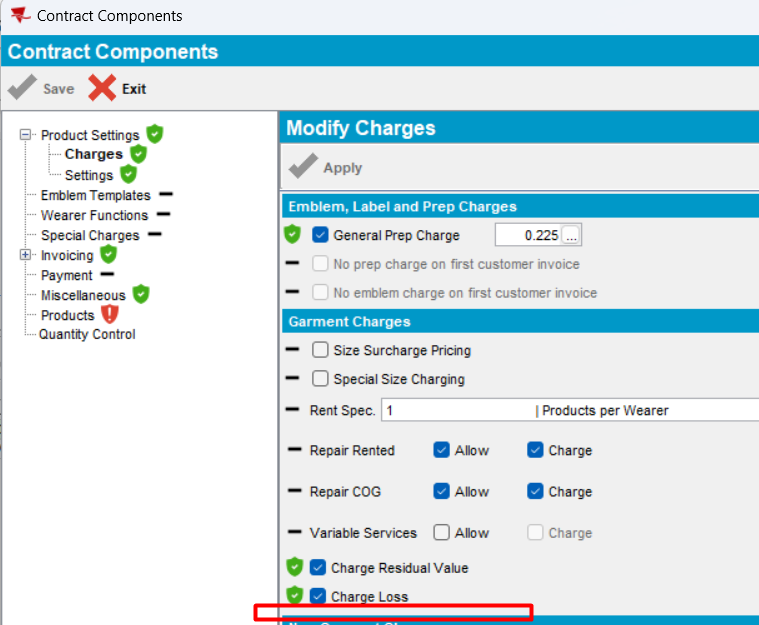 Contract Components
Contract Components
Save Exit
Product Settings
Charges
Settings
Emblem Templates
Wearer Functions
Special Charges
Invoicing
Payment
Miscellaneous
Products
Quantity Control
Modify Charges
Apply
Emblem, Label and Prep Charges
General Prep Charge 0.225 ...
No prep charge on first customer invoice
No emblem charge on first customer invoice
Garment Charges
Size Surcharge Pricing
Special Size Charging
Rent Spec. 1 | Products per Wearer
Repair Rented Allow Charge
Repair COG Allow Charge
Variable Services Allow Charge
Charge Residual Value
Charge Loss